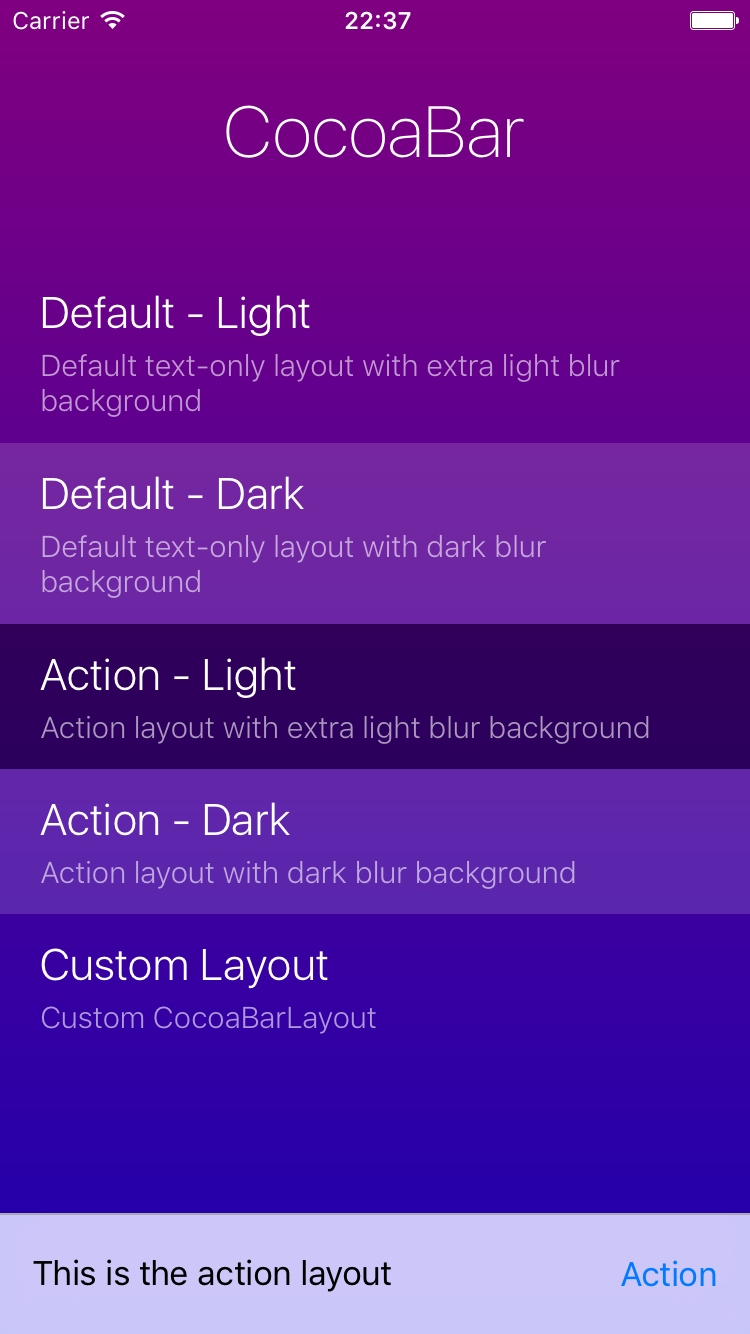 Carrier 22:37
CocoaBar
Default - Light
Default text-only layout with extra light blur
background
Default - Dark
Default text-only layout with dark blur
background
Action - Light
Action layout with extra light blur background
Action - Dark
Action layout with dark blur background
Custom Layout
Custom CocoaBarLayout
This is the action layout Action